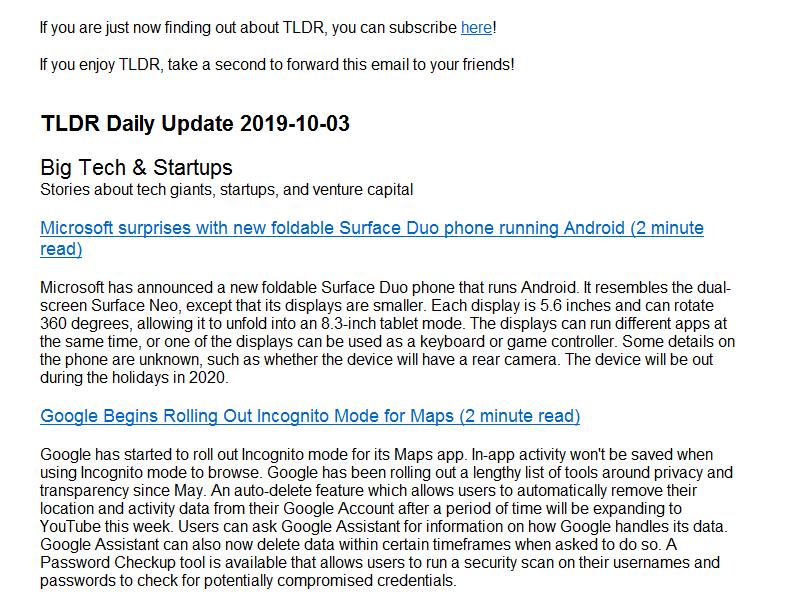 If you are just now finding out about TLDR, you can subscribe here!
If you enjoy TLDR, take a second to forward this email to your friends!
TLDR Daily Update 2019-10-03
Big Tech & Startups
Stories about tech giants, startups, and venture capital
Microsoft surprises with new foldable Surface Duo phone running Android (2 minute
read)
Microsoft has announced a new foldable Surface Duo phone that runs Android. It resembles the dual-
screen Surface Neo, except that its displays are smaller. Each display is 5.6 inches and can rotate
360 degrees, allowing it to unfold into an 8.3-inch tablet mode. The displays can run different apps at
the same time, or one of the displays can be used as a keyboard or game controller. Some details on
the phone are unknown, such as whether the device will have a rear camera. The device will be out
during the holidays in 2020.
Google Begins Rolling Out Incognito Mode for Maps (2 minute read)
Google has started to roll out Incognito mode for its Maps app. In-app activity won't be saved when
using Incognito mode to browse. Google has been rolling out a lengthy list of tools around privacy and
transparency since May. An auto-delete feature which allows users to automatically remove their
location and activity data from their Google Account after a period of time will be expanding to
YouTube this week. Users can ask Google Assistant for information on how Google handles its data.
Google Assistant can also now delete data within certain timeframes when asked to do so. A
Password Checkup tool is available that allows users to run a security scan on their usernames and
passwords to check for potentially compromised credentials.